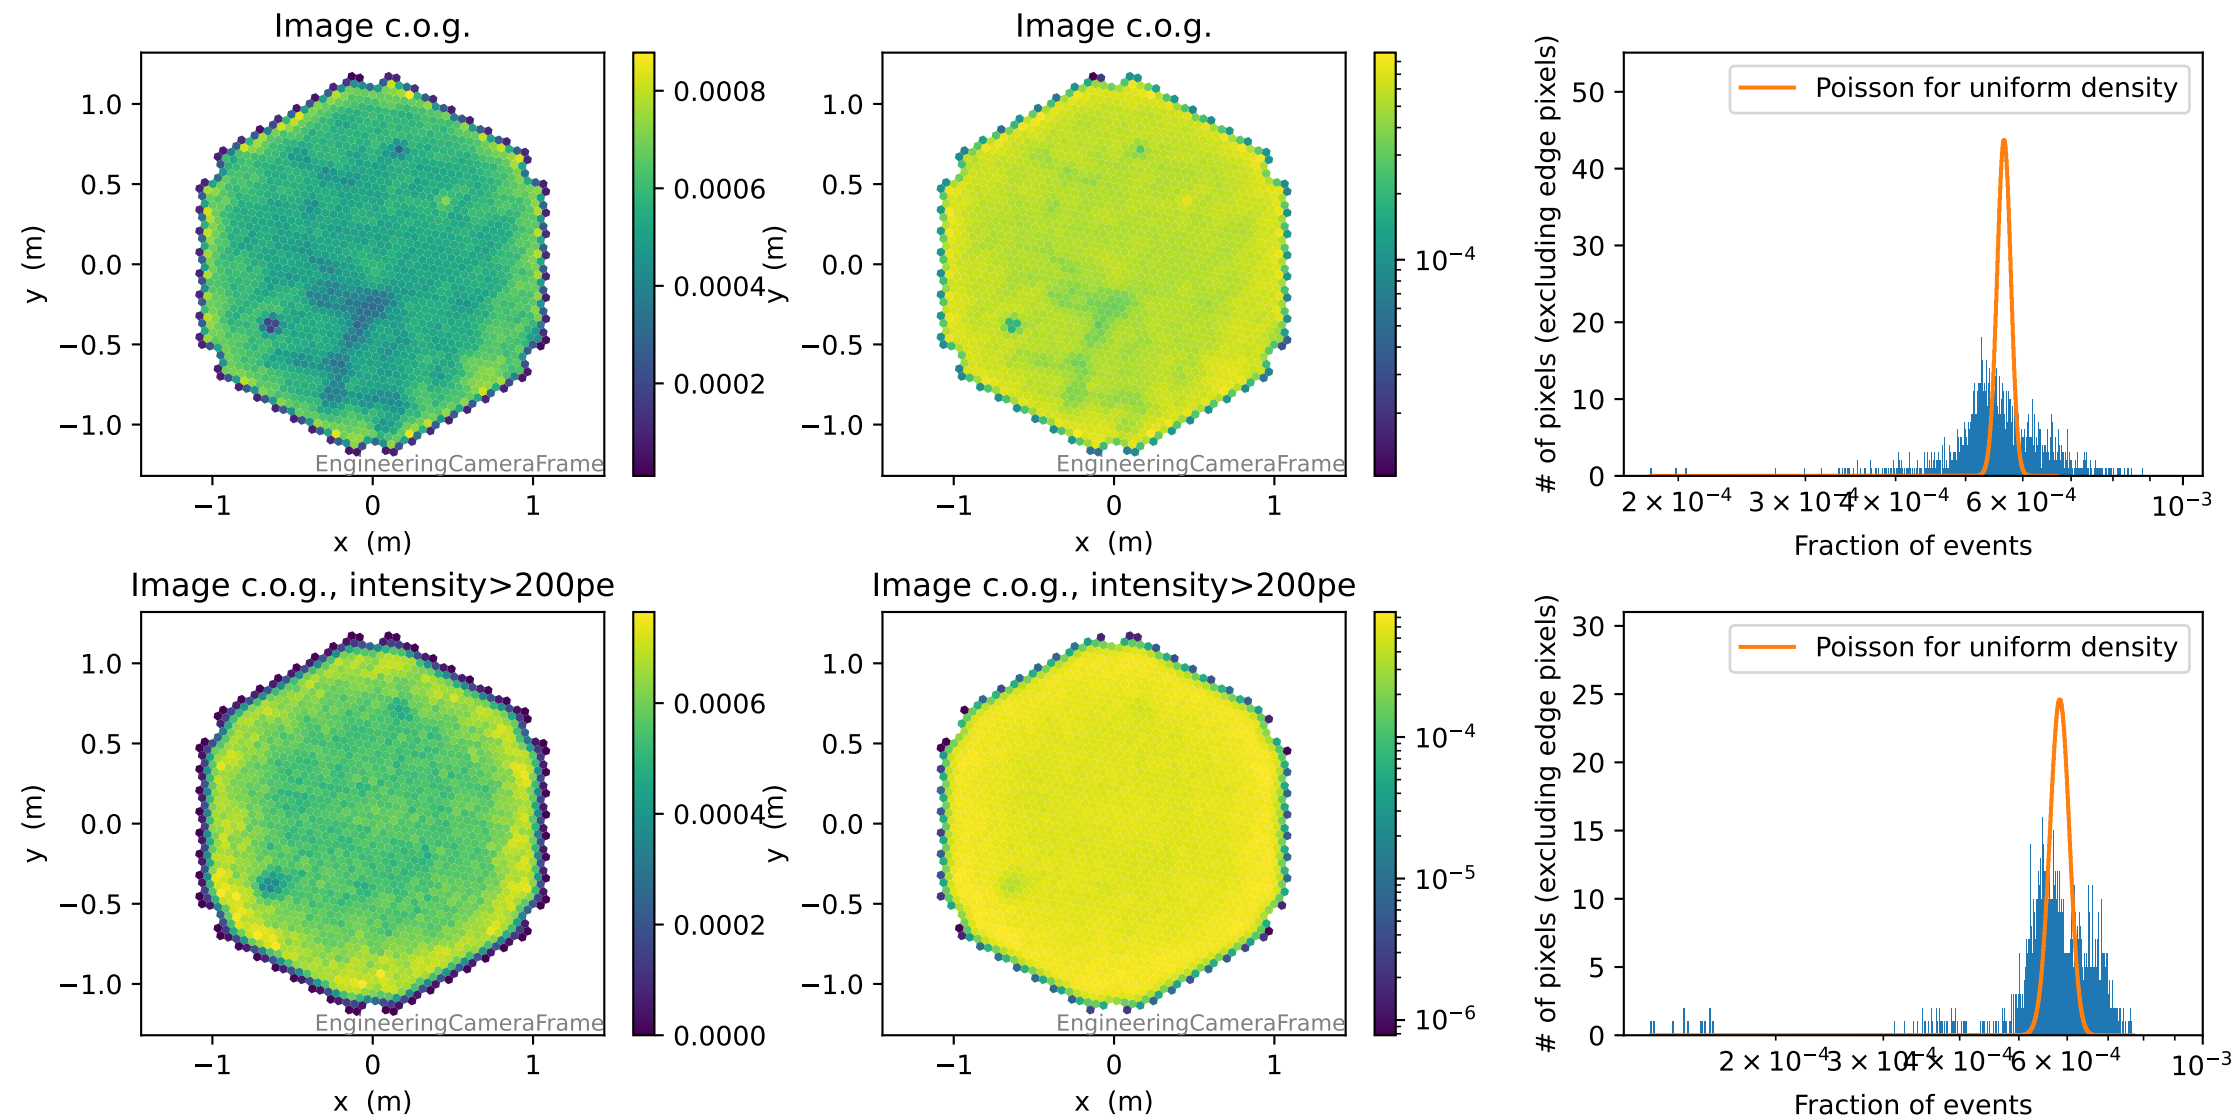 Image c.o.g.
1.0
0.5
0.0
−0.5
−1.0
y (m)
−1
0
1
x (m)
EngineeringCameraFrame
0.0008
0.0006
0.0004
0.0002
Image c.o.g.
1.0
0.5
0.0
−0.5
−1.0
y (m)
−1
0
1
x (m)
EngineeringCameraFrame
10⁻⁴
# of pixels (excluding edge pixels)
50
40
30
20
10
0
Poisson for uniform density
2 × 10⁻⁴
3 × 10⁻⁴
4 × 10⁻⁴
6 × 10⁻⁴
10⁻³
Fraction of events
Image c.o.g., intensity>200pe
1.0
0.5
0.0
−0.5
−1.0
y (m)
−1
0
1
x (m)
EngineeringCameraFrame
0.0006
0.0004
0.0002
0.0000
Image c.o.g., intensity>200pe
1.0
0.5
0.0
−0.5
−1.0
y (m)
−1
0
1
x (m)
EngineeringCameraFrame
10⁻⁴
10⁻⁵
10⁻⁶
# of pixels (excluding edge pixels)
30
25
20
15
10
5
0
Poisson for uniform density
2 × 10⁻⁴
3 × 10⁻⁴
4 × 10⁻⁴
6 × 10⁻⁴
10⁻³
Fraction of events